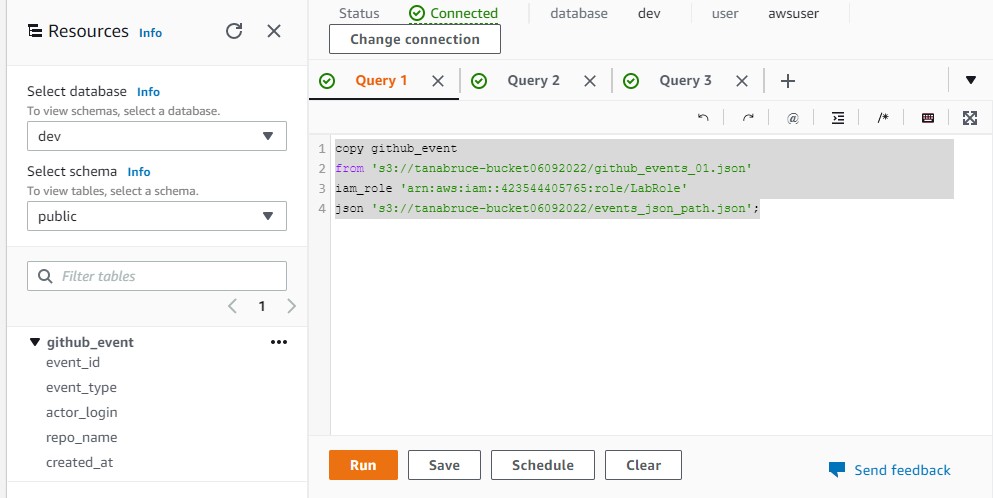 Resources Info
Select database Info
To view schemas, select a database.
dev
Select schema Info
To view tables, select a schema.
public
Filter tables
1
github_event
event_id
event_type
actor_login
repo_name
created_at
Status Connected database dev user awsuser
Change connection
Query 1 Query 2 Query 3
@ /*
1 copy github_event
2 from 's3://tanabruce-bucket06092022/github_events_01.json'
3 iam_role 'arn:aws:iam::423544405765:role/LabRole'
4 json 's3://tanabruce-bucket06092022/events_json_path.json';
Run Save Schedule Clear
Send feedback